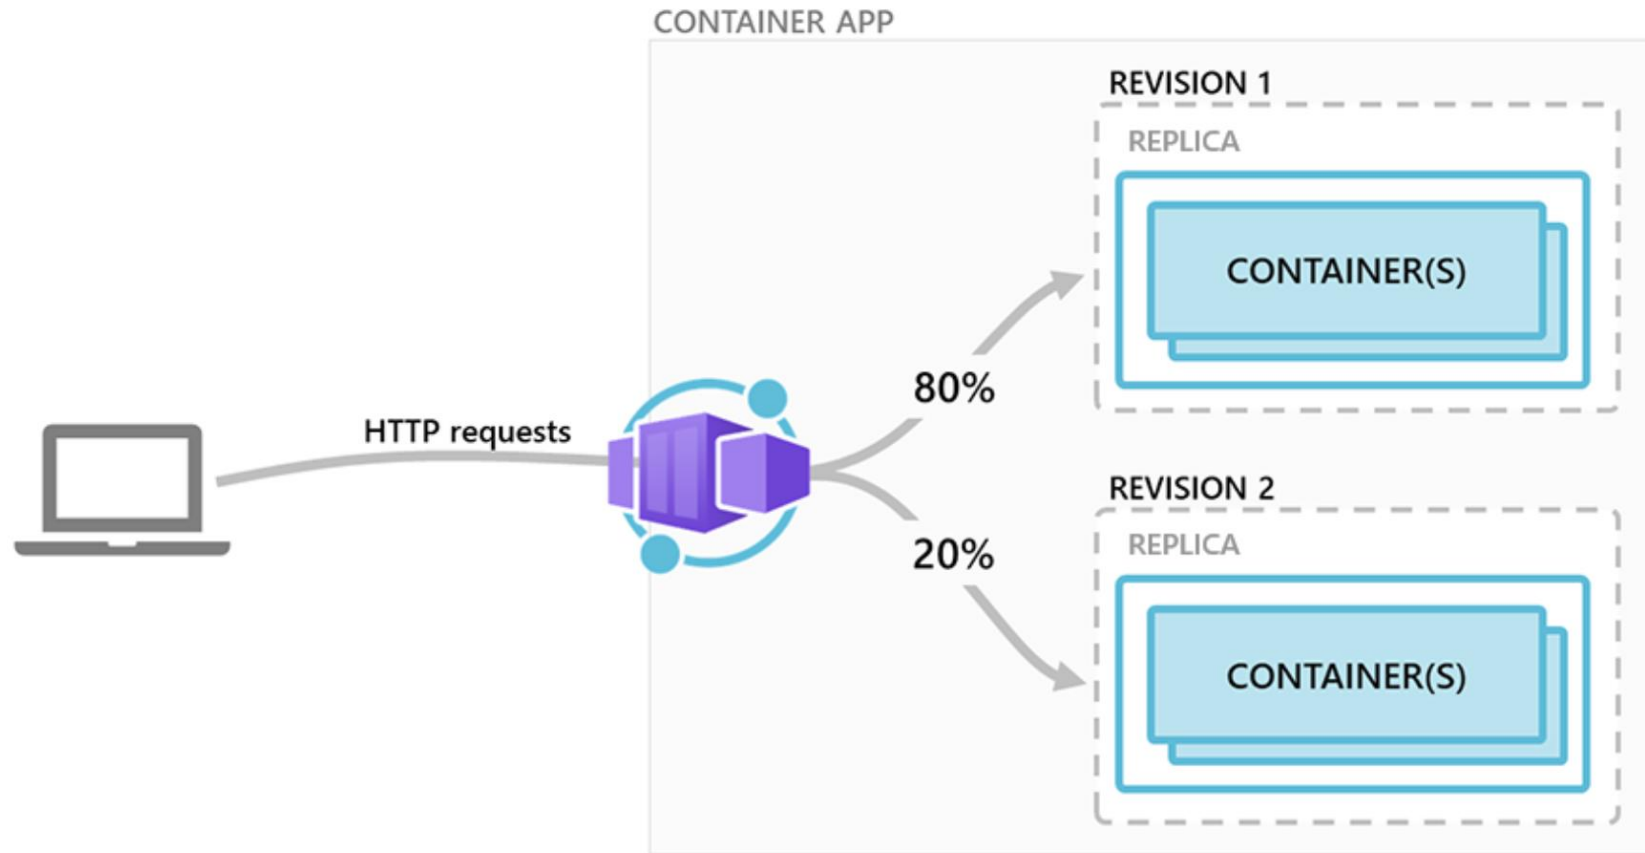 CONTAINER APP
REVISION 1
REPLICA
CONTAINER(S)
80%
HTTP requests
REVISION 2
REPLICA
20%
CONTAINER(S)